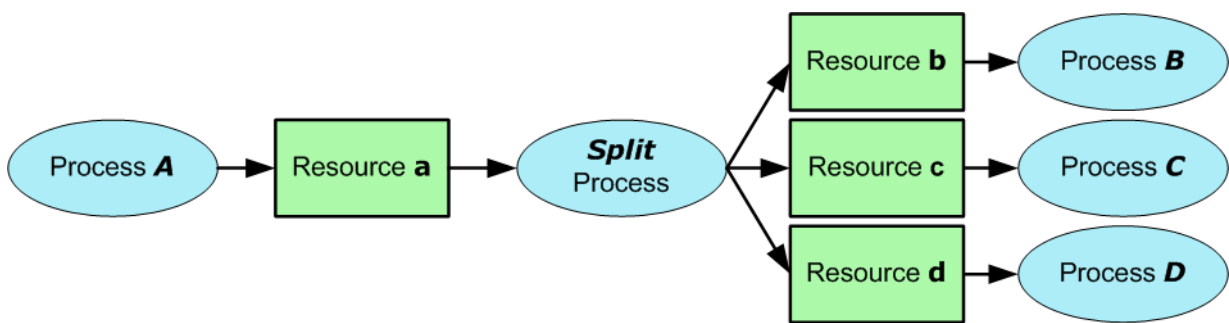 Process A
Resource a
Split
Process
Resource b
Process B
Resource c
Process C
Resource d
Process D